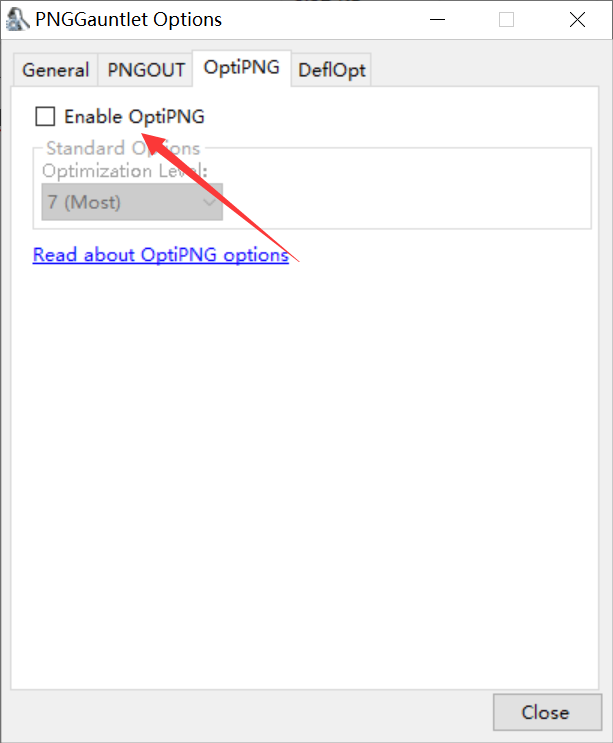 PNGGauntlet Options
General PNGOUT OptiPNG DeflOpt
Enable OptiPNG
Standard Options
Optimization Level:
7 (Most)
Read about OptiPNG options
Close